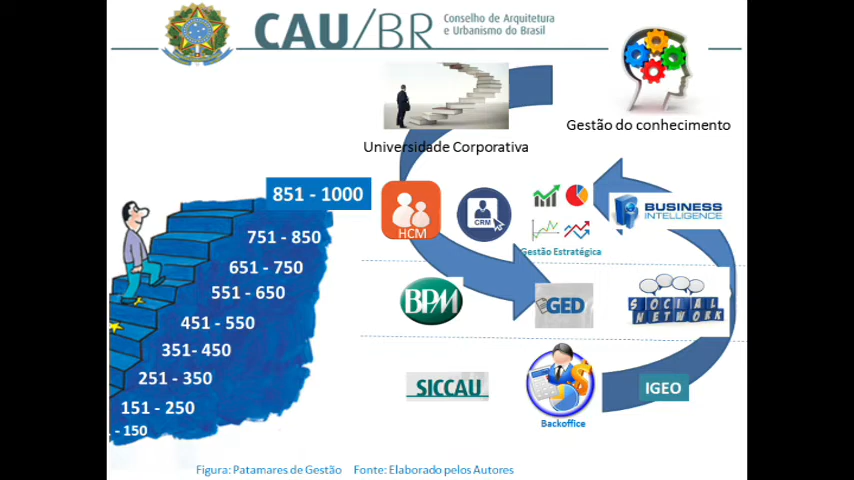 CAU/BR
Conselho de Arquitetura
e Urbanismo do Brasil
Gestão do conhecimento
Universidade Corporativa
851 - 1000
751 - 850
651 - 750
551 - 650
451 - 550
351- 450
251 - 350
151 - 250
- 150
HCM
CRM
Gestão Estratégica
BUSINESS
INTELLIGENCE
BPM
GED
SOCIAL
NETWORK
SICCAU
Backoffice
IGEO
Figura: Patamares de Gestão Fonte: Elaborado pelos Autores